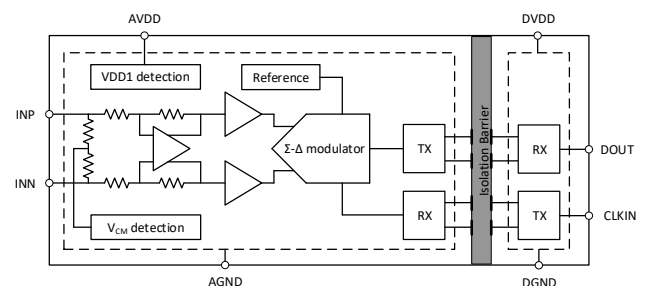 AVDD
DVDD
VDD1 detection
Reference
INP
INN
Σ-Δ modulator
TX
RX
Isolation Barrier
RX
TX
DOUT
CLKIN
VCM detection
AGND
DGND